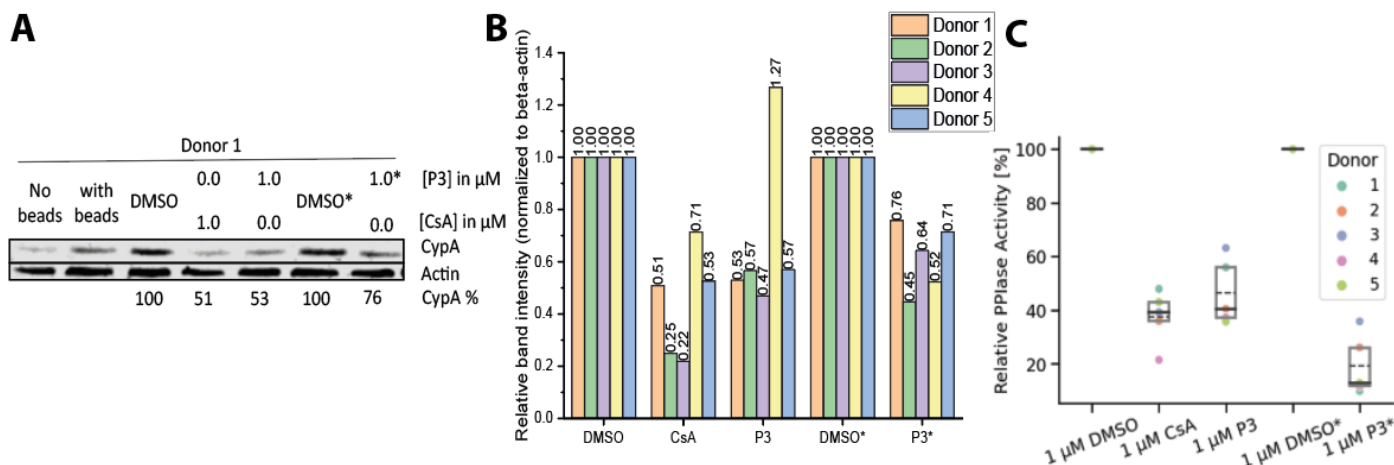 A
Donor 1
No beads
with beads
DMSO
0.0
1.0
DMSO*
1.0*
[P3] in μM
1.0
0.0
0.0
[CsA] in μM
CypA
Actin
100
51
53
100
76
CypA %
B
Relative band intensity (normalized to beta-actin)
1.4
1.2
1.0
0.8
0.6
0.4
0.2
0.0
1.00
1.00
1.00
1.00
1.00
0.51
0.25
0.22
0.71
0.53
0.53
0.57
0.47
1.27
0.57
1.00
1.00
1.00
1.00
1.00
0.76
0.45
0.64
0.52
0.71
DMSO
CsA
P3
DMSO*
P3*
Donor 1
Donor 2
Donor 3
Donor 4
Donor 5
C
Relative PPIase Activity [%]
100
80
60
40
20
Donor
1
2
3
4
5
1 μM DMSO
1 μM CsA
1 μM P3
1 μM DMSO*
1 μM P3*